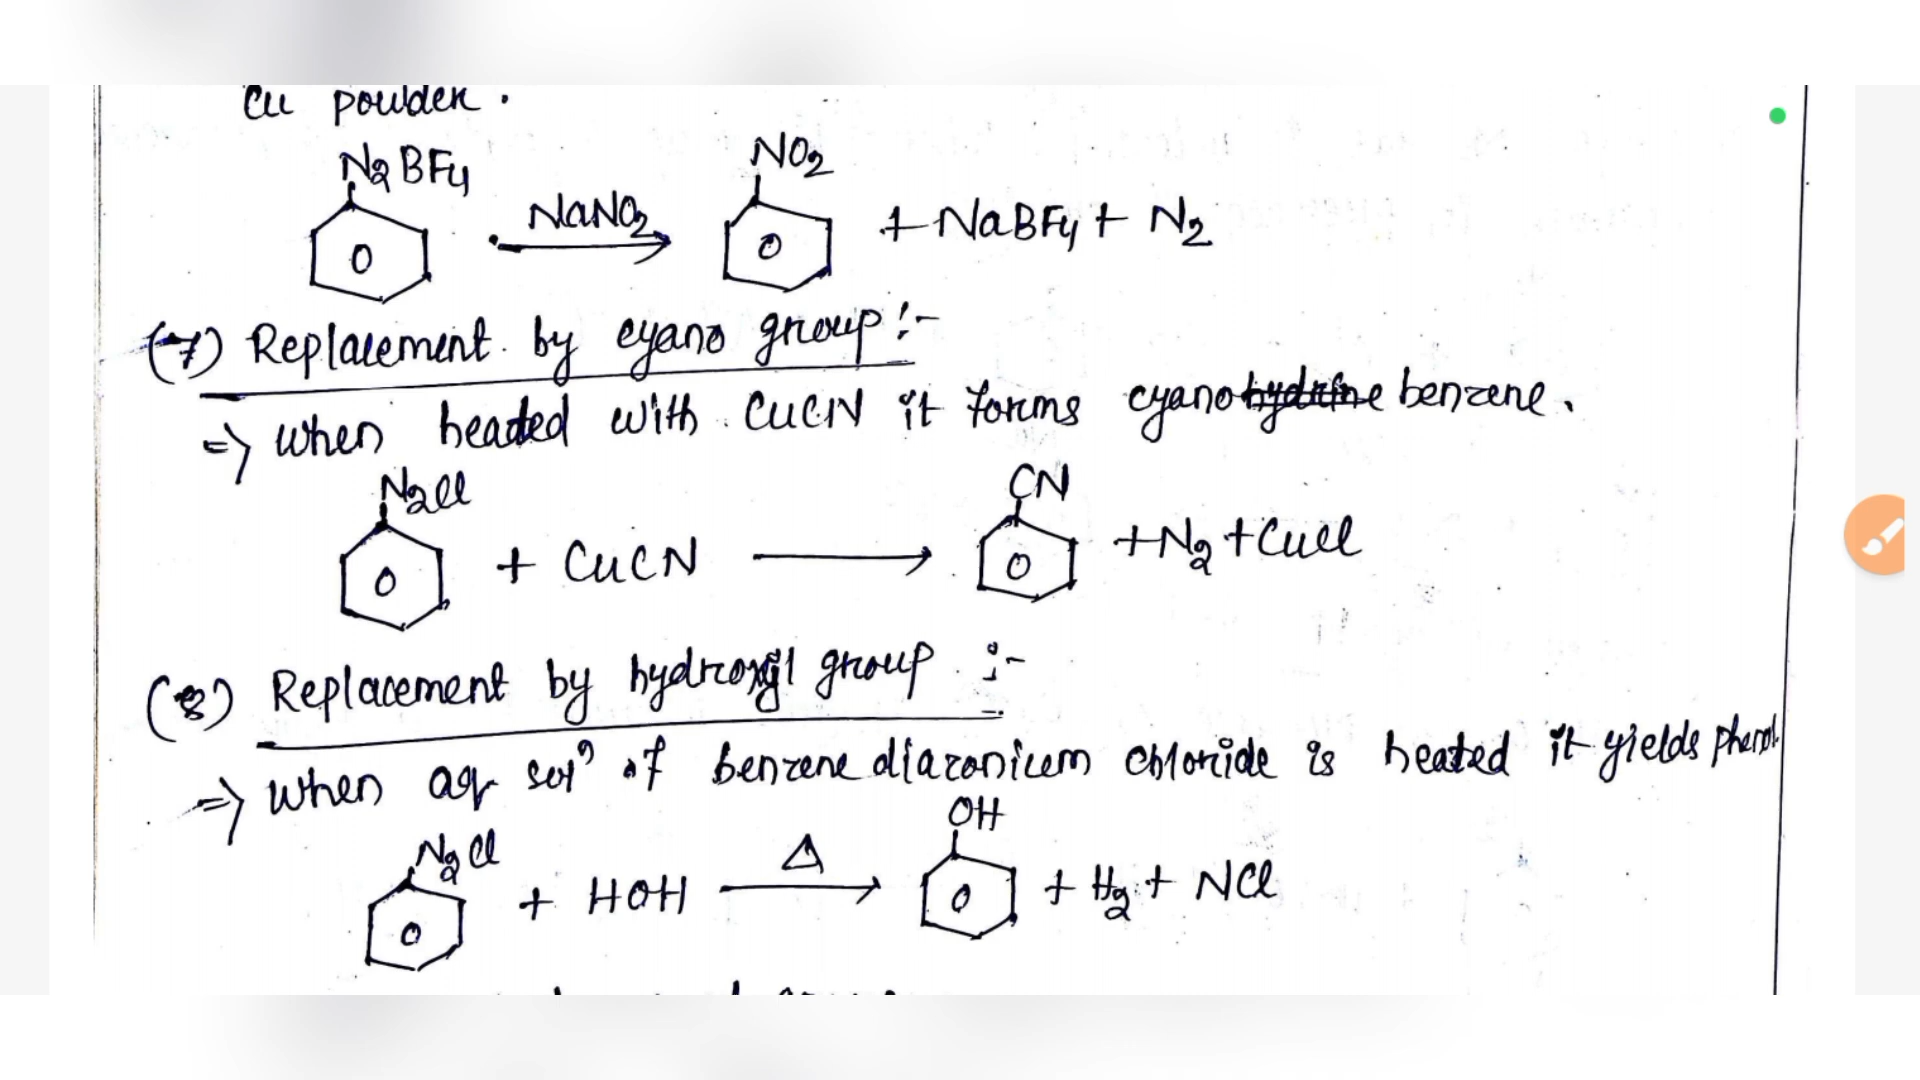 Cu powder.
N2BF4 NaNO2 NO2 + NaBF4 + N2
(7) Replacement by cyano group :-
=> When heated with CuCN it forms cyano benzene.
N2Cl + CuCN CN + N2 + CuCl
(8) Replacement by hydroxyl group :-
=> When aq soln of benzene diazonium chloride is heated it yields phenol.
N2Cl + HOH Δ OH + H2 + NCl